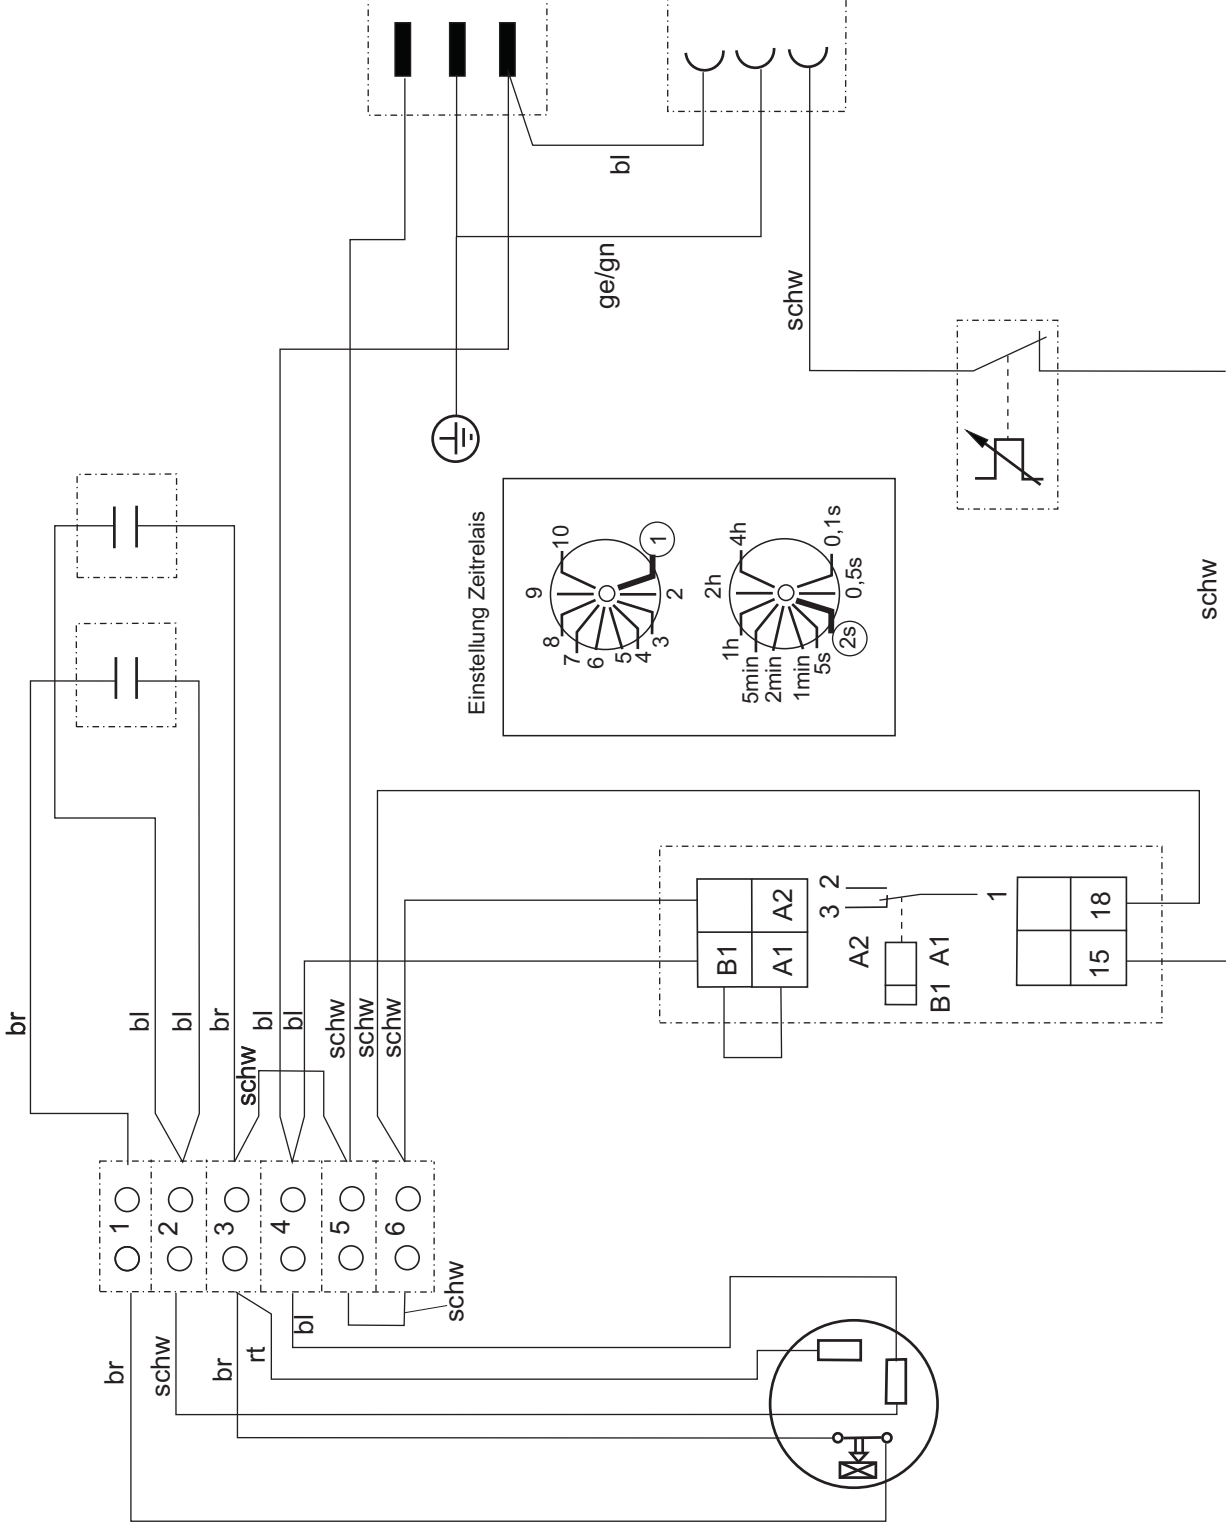 bl
ge/gn
schw
schw
Einstellung Zeitrelais
10
9
8
7
6
5
4
3
2
1
4h
2h
1h
5min
2min
1min
5s
2s
0,5s
0,1s
br
bl
bl
br
schw
bl
bl
schw
schw
schw
B1
A2
A1
3
2
1
A2
B1
A1
18
15
1
2
3
4
5
6
br
schw
br
rt
bl
schw